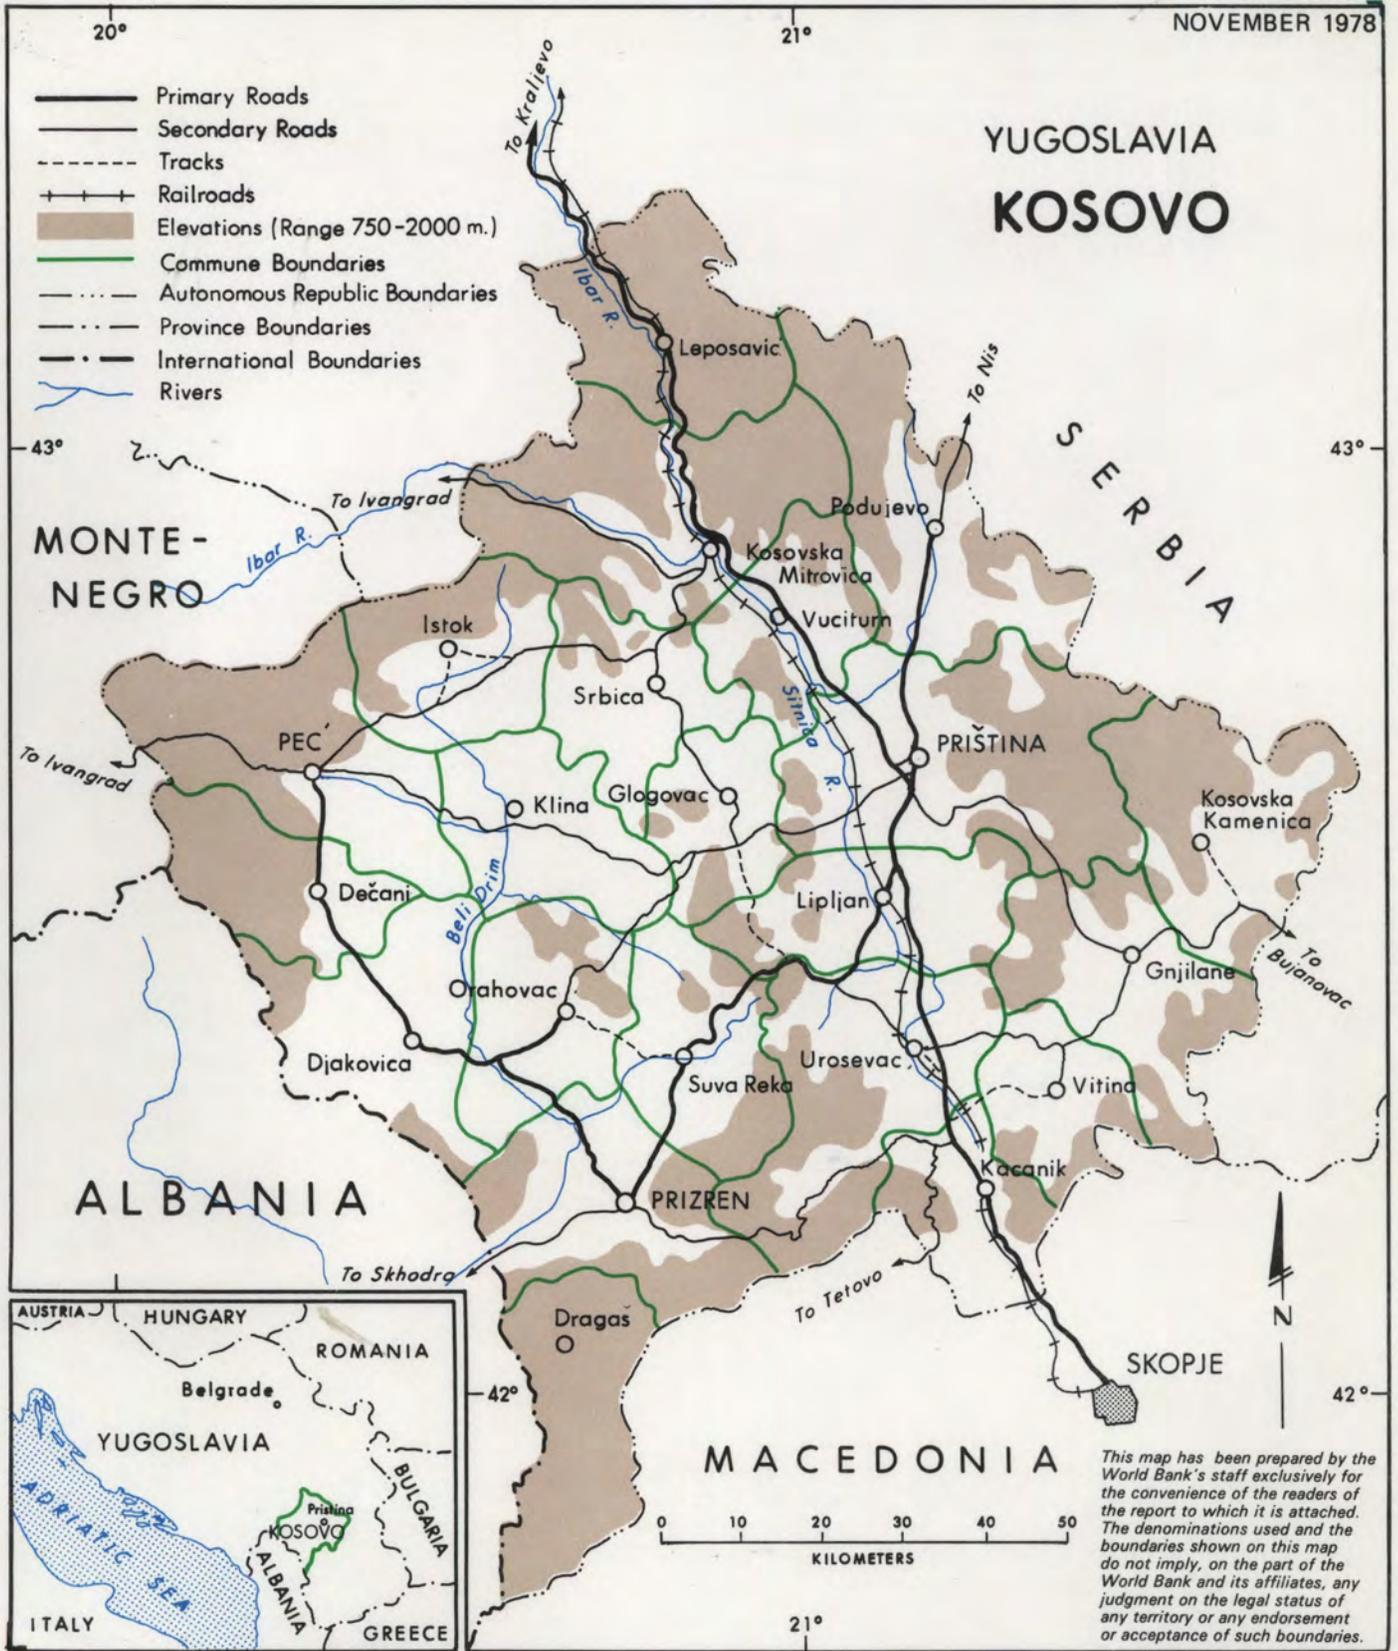 NOVEMBER 1978
20°
21°
Primary Roads
Secondary Roads
Tracks
Railroads
Elevations (Range 750-2000 m.)
Commune Boundaries
Autonomous Republic Boundaries
Province Boundaries
International Boundaries
Rivers
YUGOSLAVIA
KOSOVO
To Kraljevo
Ibar R.
Leposavic
To Nis
SERBIA
43°
43°
To Ivangrad
MONTE-
NEGRO
Ibar R.
Podujevo
Kosovska
Mitrovica
Vuciturn
Istok
Srbica
Sitnica R.
PEĆ
PRIŠTINA
To Ivangrad
Klina
Glogovac
Kosovska
Kamenica
Dečani
Beli Drim
Lipljan
To
Bujanovac
Gnjilane
Orahovac
Djakovica
Suva Reka
Urosevac
Vitina
Kacanik
ALBANIA
PRIZREN
To Skhodra
To Tetovo
Dragaš
N
SKOPJE
42°
42°
MACEDONIA
AUSTRIA
HUNGARY
ROMANIA
Belgrade
YUGOSLAVIA
BULGARIA
Pristina
KOSOVO
ADRIATIC SEA
ALBANIA
ITALY
GREECE
0 10 20 30 40 50
KILOMETERS
This map has been prepared by the
World Bank's staff exclusively for
the convenience of the readers of
the report to which it is attached.
The denominations used and the
boundaries shown on this map
do not imply, on the part of the
World Bank and its affiliates, any
judgment on the legal status of
any territory or any endorsement
or acceptance of such boundaries.
21°